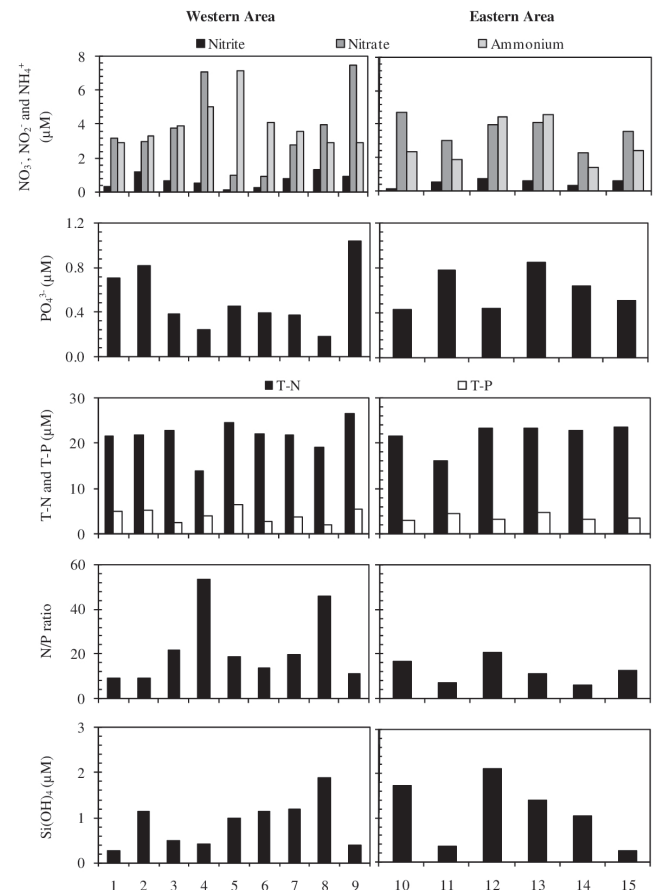 Western Area Eastern Area
Nitrite Nitrate Ammonium
NO₃⁻, NO₂⁻ and NH₄⁺
(µM)
8
6
4
2
0
PO₄³⁻ (µM)
1.2
0.8
0.4
0.0
T-N T-P
T-N and T-P (µM)
30
20
10
0
N/P ratio
60
40
20
0
Si(OH)₄ (µM)
3
2
1
0
1 2 3 4 5 6 7 8 9 10 11 12 13 14 15